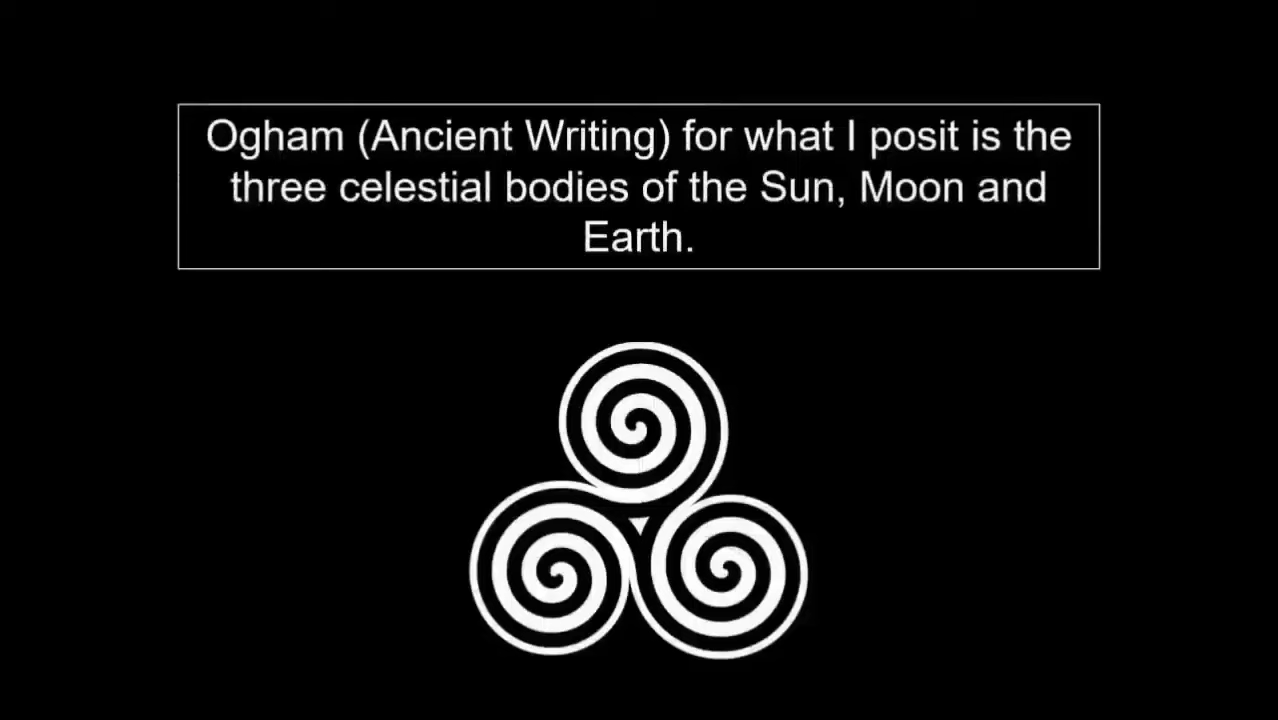 Ogham (Ancient Writing) for what I posit is the
three celestial bodies of the Sun, Moon and
Earth.